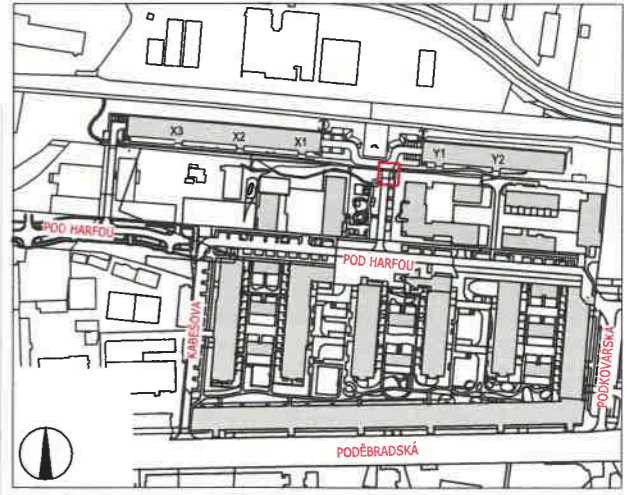 X3
X2
X1
Y1
Y2
POD HARFOU
POD HARFOU
KABEŠOVA
PODKOVÁŘSKÁ
PODĚBRADSKÁ